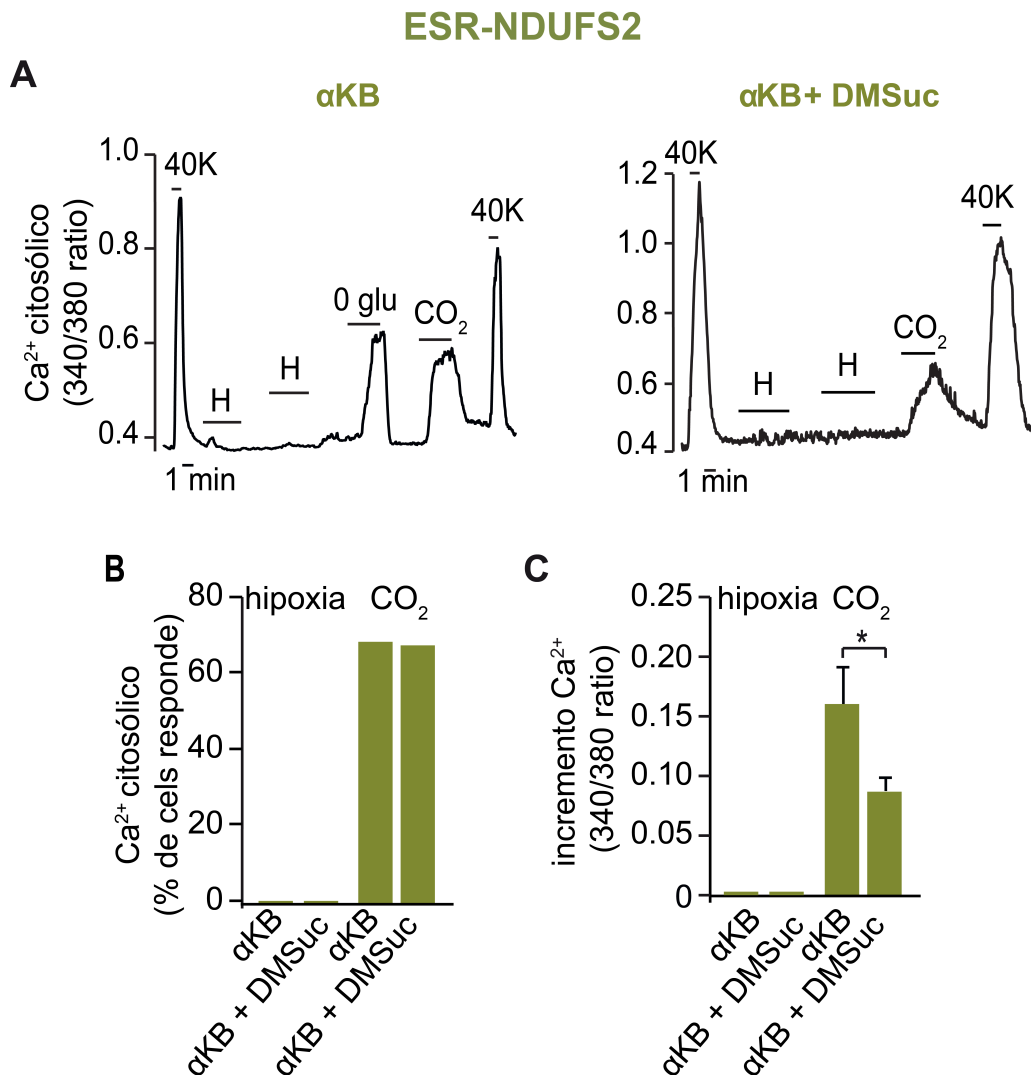 ESR-NDUFS2
A
αKB
Ca²⁺ citosólico
(340/380 ratio)
1.0
0.8
0.6
0.4
40K
H
H
0 glu
CO₂
40K
1 min
αKB+ DMSuc
1.2
1.0
0.8
0.6
0.4
40K
H
H
CO₂
40K
1 min
B
Ca²⁺ citosólico
(% de cels responde)
80
60
40
20
0
hipoxia CO₂
αKB
αKB + DMSuc
αKB
αKB + DMSuc
C
incremento Ca²⁺
(340/380 ratio)
0.25
0.20
0.15
0.10
0.05
0
hipoxia CO₂
*
αKB
αKB + DMSuc
αKB
αKB + DMSuc